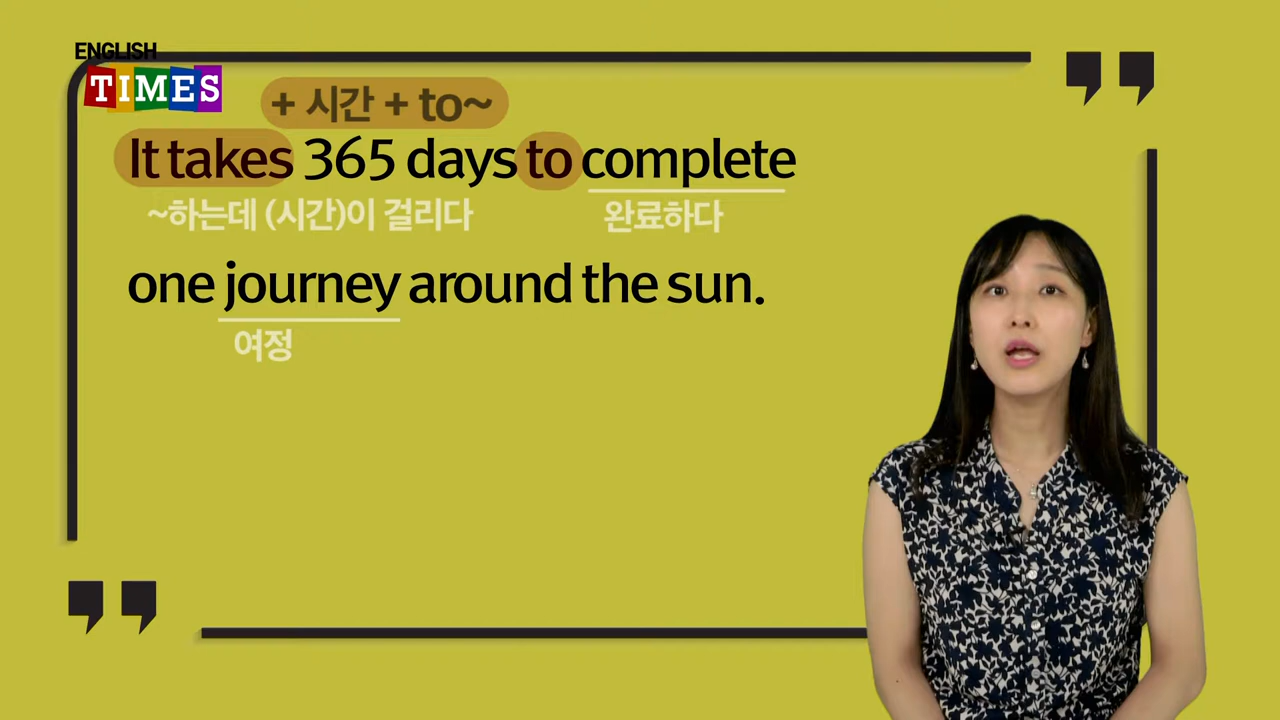 ENGLISH
TIMES
+ 시간 + to~
It takes 365 days to complete
~하는데 (시간)이 걸리다 완료하다
one journey around the sun.
여정